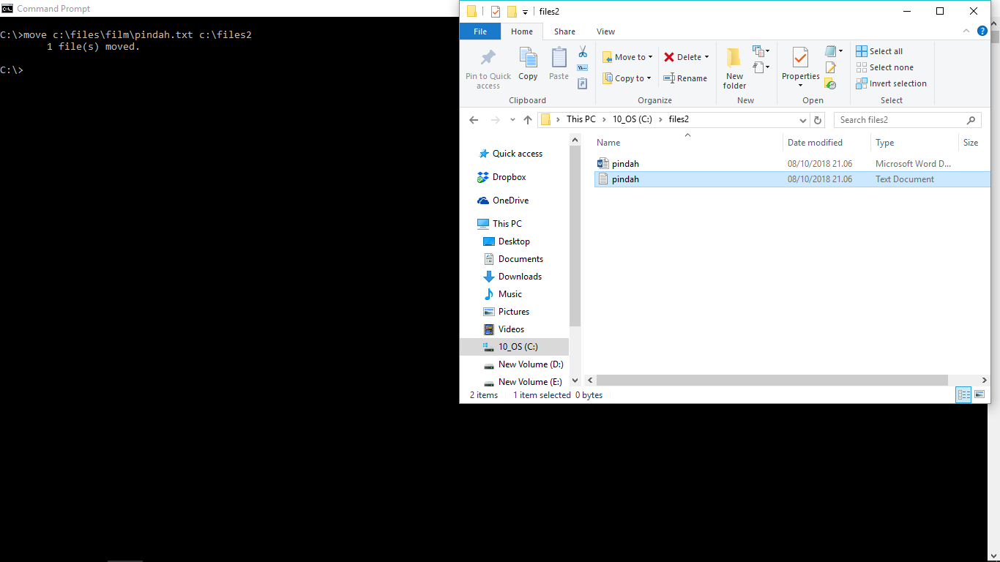 Command Prompt
C:\>move c:\files\film\pindah.txt c:\files2
1 file(s) moved.
C:\>
files2
File Home Share View
Pin to Quick access
Copy
Paste
Move to
Copy to
Delete
Rename
New folder
Properties
Select all
Select none
Invert selection
Clipboard Organize New Open Select
This PC > 10_OS (C:) > files2
Search files2
Name Date modified Type Size
pindah 08/10/2018 21.06 Microsoft Word D...
pindah 08/10/2018 21.06 Text Document
Quick access
Dropbox
OneDrive
This PC
Desktop
Documents
Downloads
Music
Pictures
Videos
10_OS (C:)
New Volume (D:)
New Volume (E:)
2 items 1 item selected 0 bytes